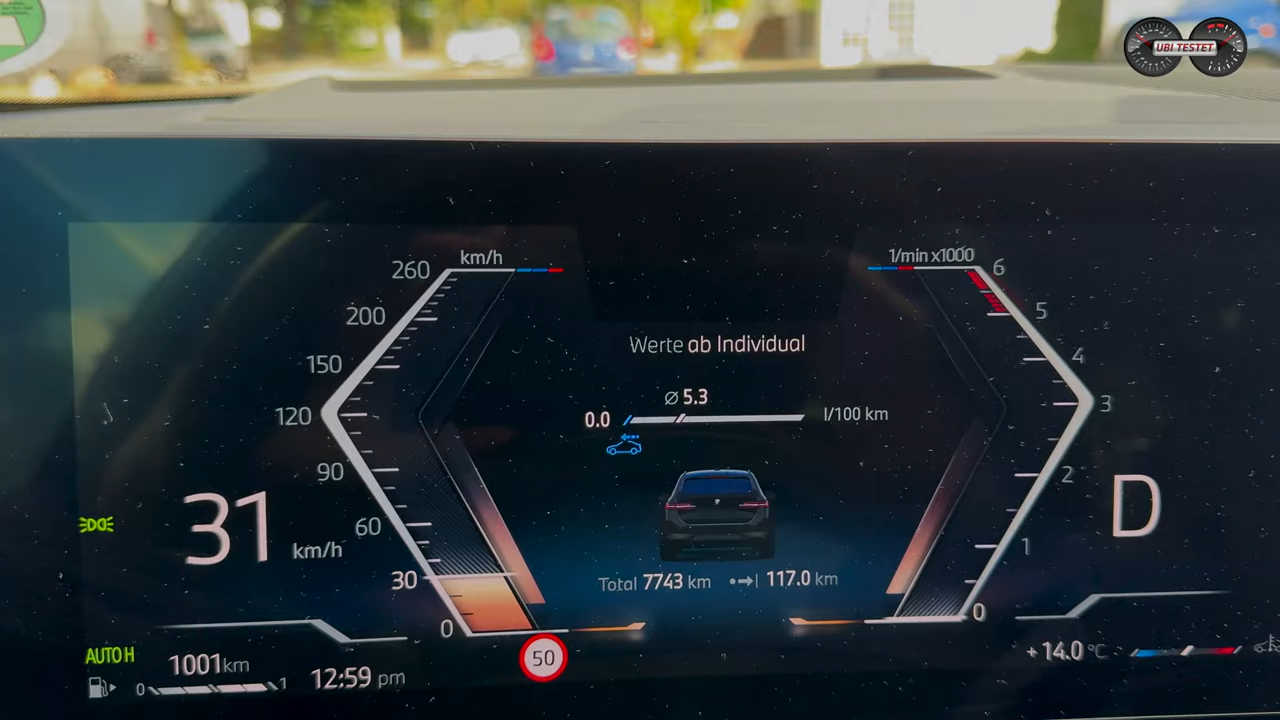 UBI TESTET
km/h
1/min x1000
260
200
150
120
90
60
30
0
6
5
4
3
2
1
0
Werte ab Individual
Ø 5.3
0.0
l/100 km
31 km/h
D
Total 7743 km
117.0 km
50
AUTO H
1001 km
0 1
12:59 pm
+14.0 °C